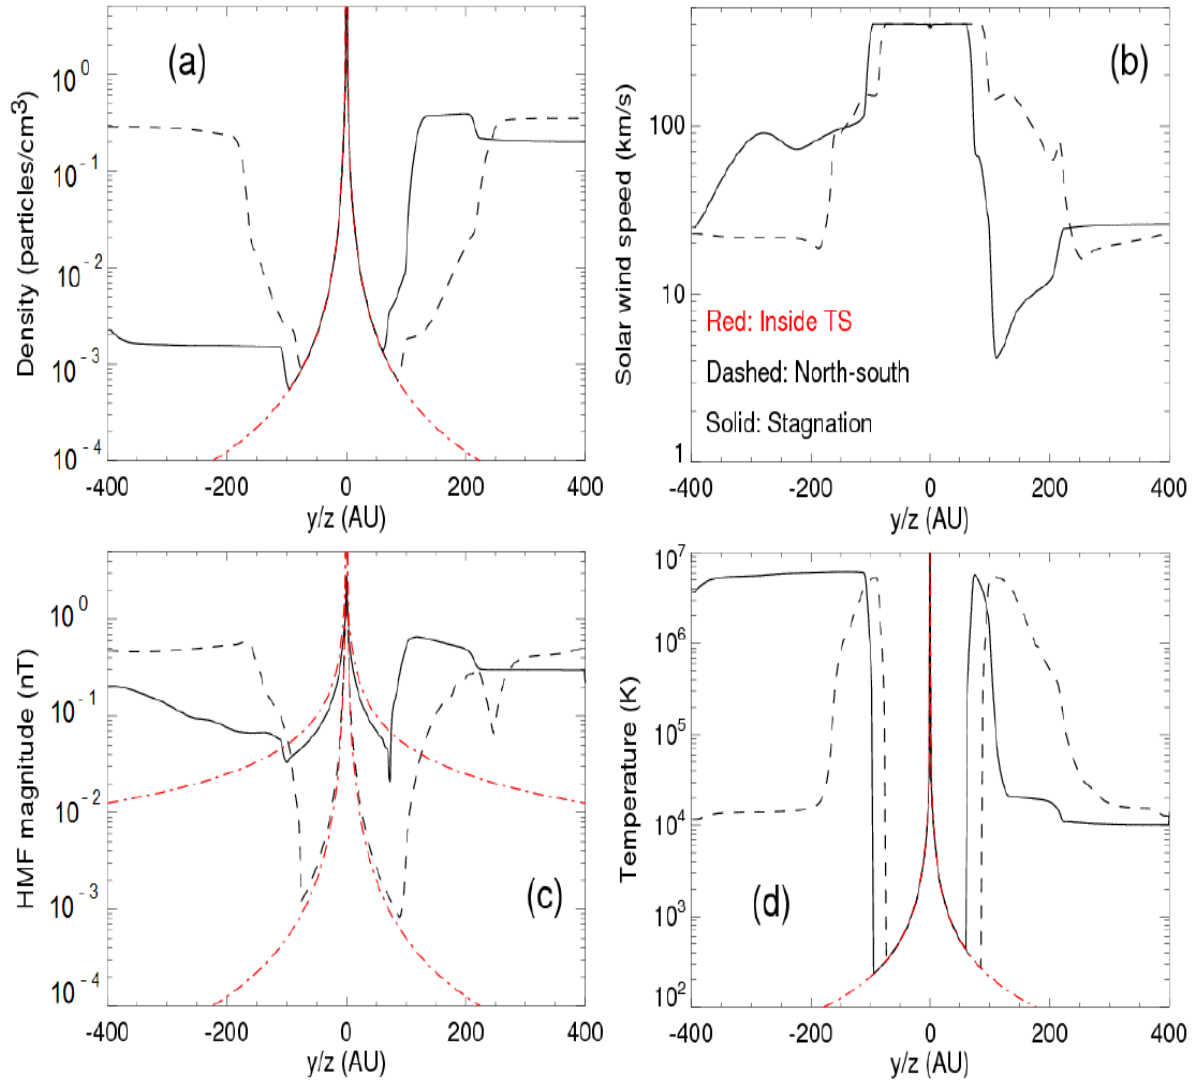 (a)
10^0
10^-1
10^-2
10^-3
10^-4
Density (particles/cm^3)
-400 -200 0 200 400
y/z (AU)
(b)
100
10
1
Solar wind speed (km/s)
Red: Inside TS
Dashed: North-south
Solid: Stagnation
-400 -200 0 200 400
y/z (AU)
10^0
10^-1
10^-2
10^-3
10^-4
HMF magnitude (nT)
(c)
-400 -200 0 200 400
y/z (AU)
10^7
10^6
10^5
10^4
10^3
10^2
Temperature (K)
(d)
-400 -200 0 200 400
y/z (AU)